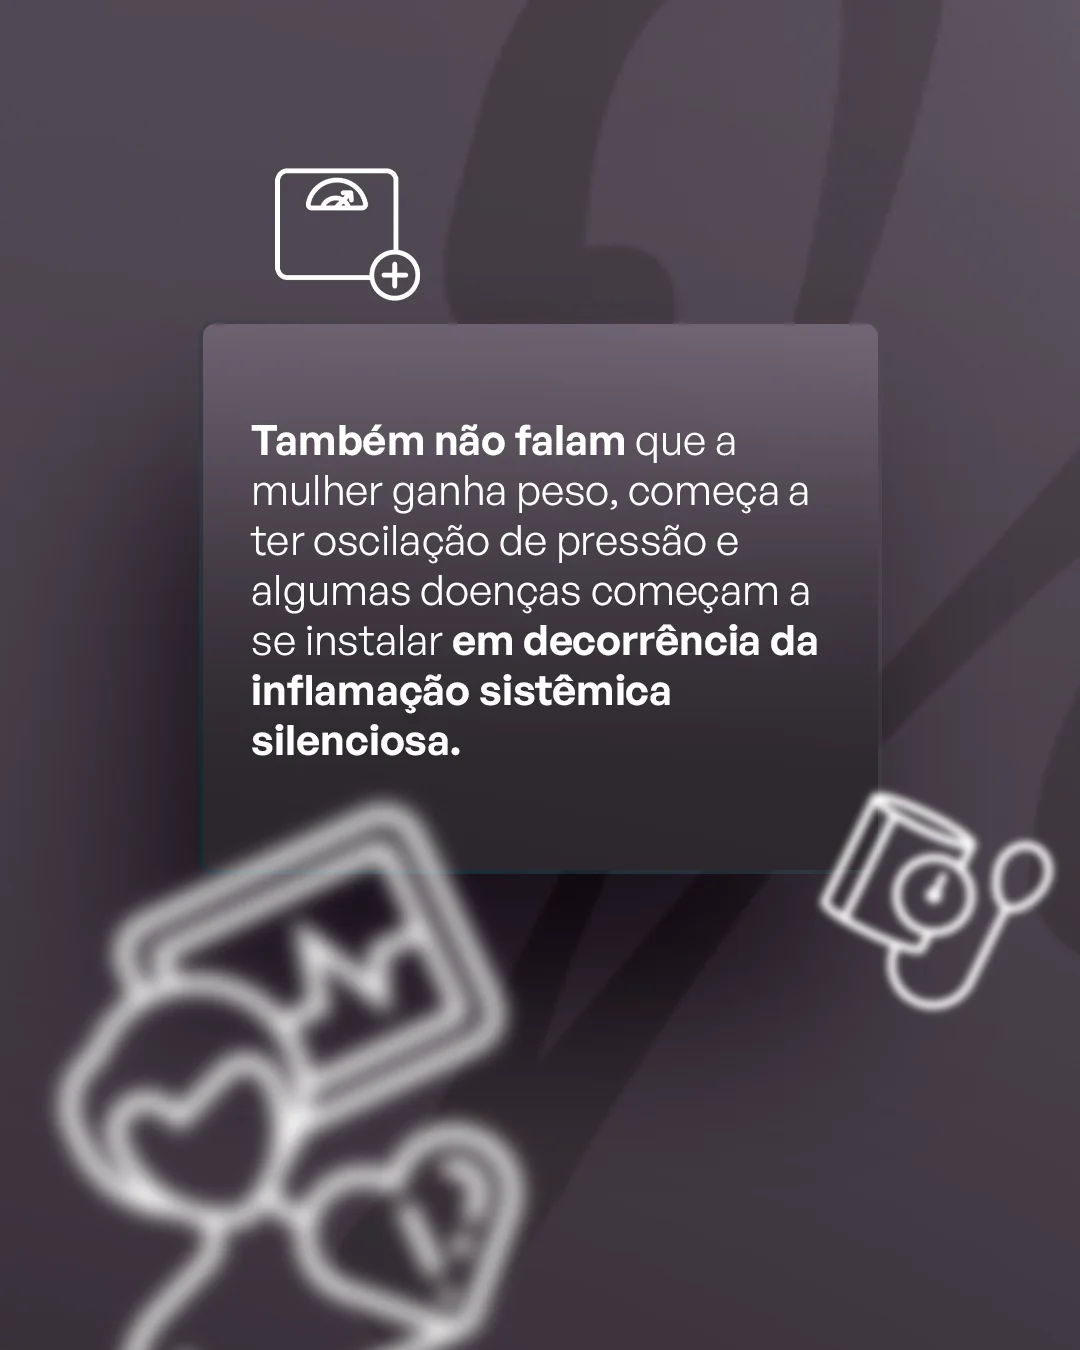 Também não falam que a
mulher ganha peso, começa a
ter oscilação de pressão e
algumas doenças começam a
se instalar em decorrência da
inflamação sistêmica
silenciosa.